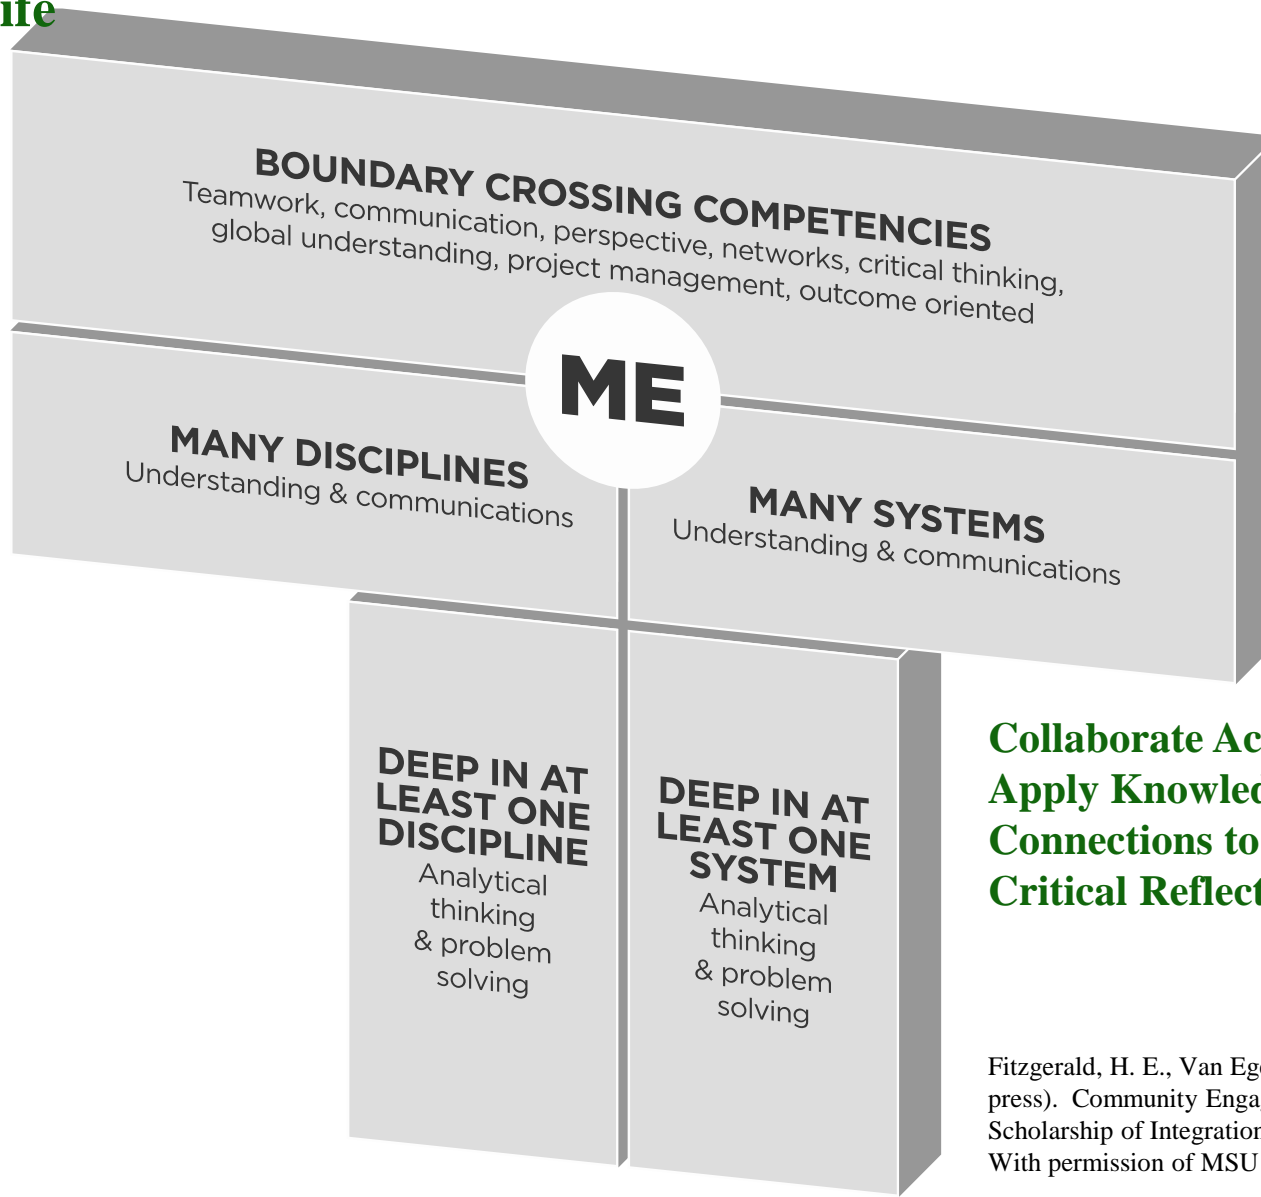 BOUNDARY CROSSING COMPETENCIES
Teamwork, communication, perspective, networks, critical thinking,
global understanding, project management, outcome oriented
ME
MANY DISCIPLINES
Understanding & communications
MANY SYSTEMS
Understanding & communications
DEEP IN AT
LEAST ONE
DISCIPLINE
Analytical
thinking
& problem
solving
DEEP IN AT
LEAST ONE
SYSTEM
Analytical
thinking
& problem
solving
Collaborate
Apply
Connections to
Critical
Fitzgerald, H. E., Van
press). Community
Scholarship of Integration
With permission of MSU